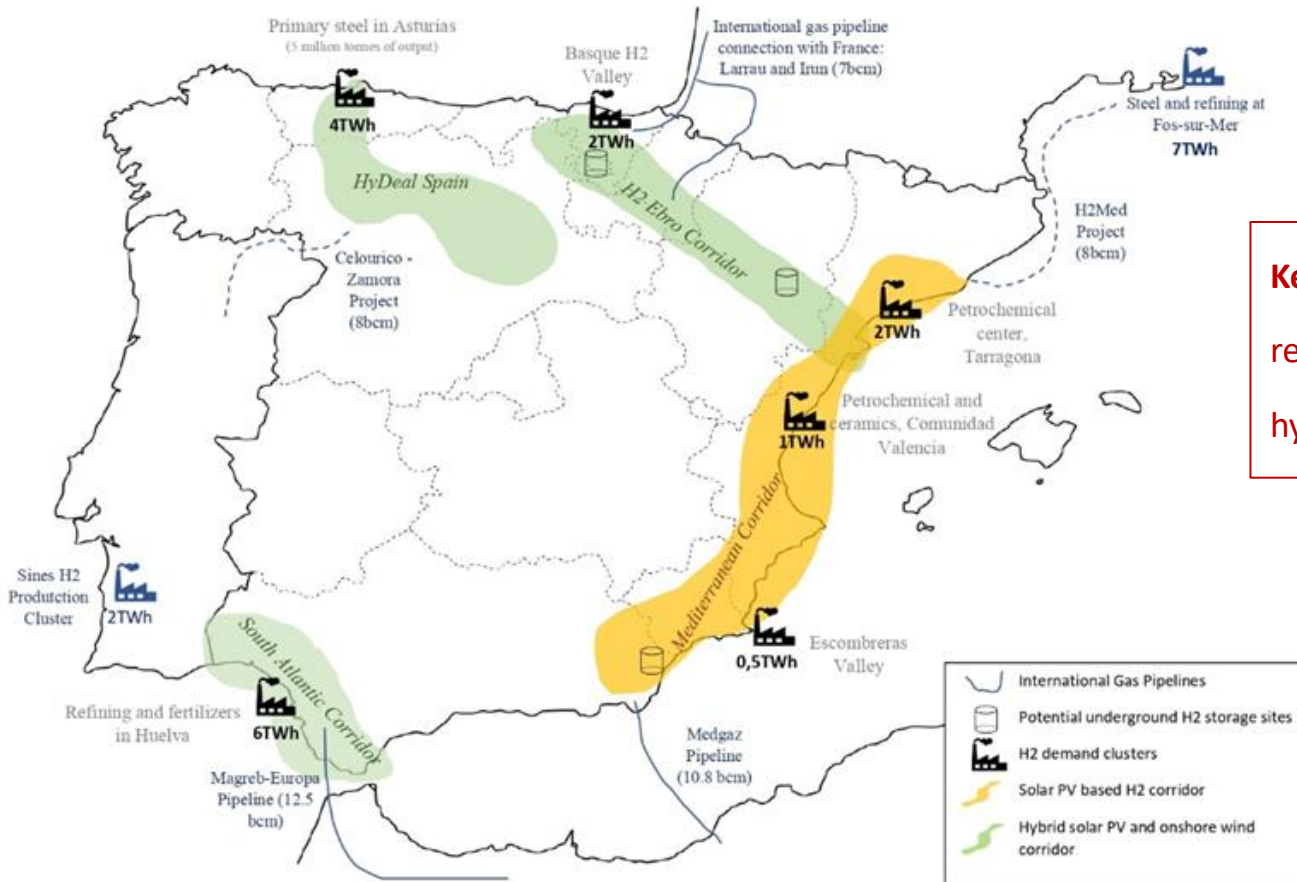 Primary steel in Asturias
(5 million tonnes of output)
4TWh
HyDeal Spain
Basque H2
Valley
2TWh
International gas pipeline
connection with France:
Larrau and Irun (7bcm)
Steel and refining at
Fos-sur-Mer
7TWh
H2-Ebro Corridor
H2Med
Project
(8bcm)
Celourico -
Zamora
Project
(8bcm)
2TWh
Petrochemical
center,
Tarragona
1TWh
Petrochemical and
ceramics, Comunidad
Valencia
Mediterranean Corridor
Sines H2
Produtction
Cluster
2TWh
South Atlantic Corridor
Refining and fertilizers
in Huelva
6TWh
0,5TWh
Escombreras
Valley
Magreb-Europa
Pipeline (12.5
bcm)
Medgaz
Pipeline
(10.8 bcm)
International Gas Pipelines
Potential underground H2 storage sites
H2 demand clusters
Solar PV based H2 corridor
Hybrid solar PV and onshore wind
corridor
Ke
re
hy